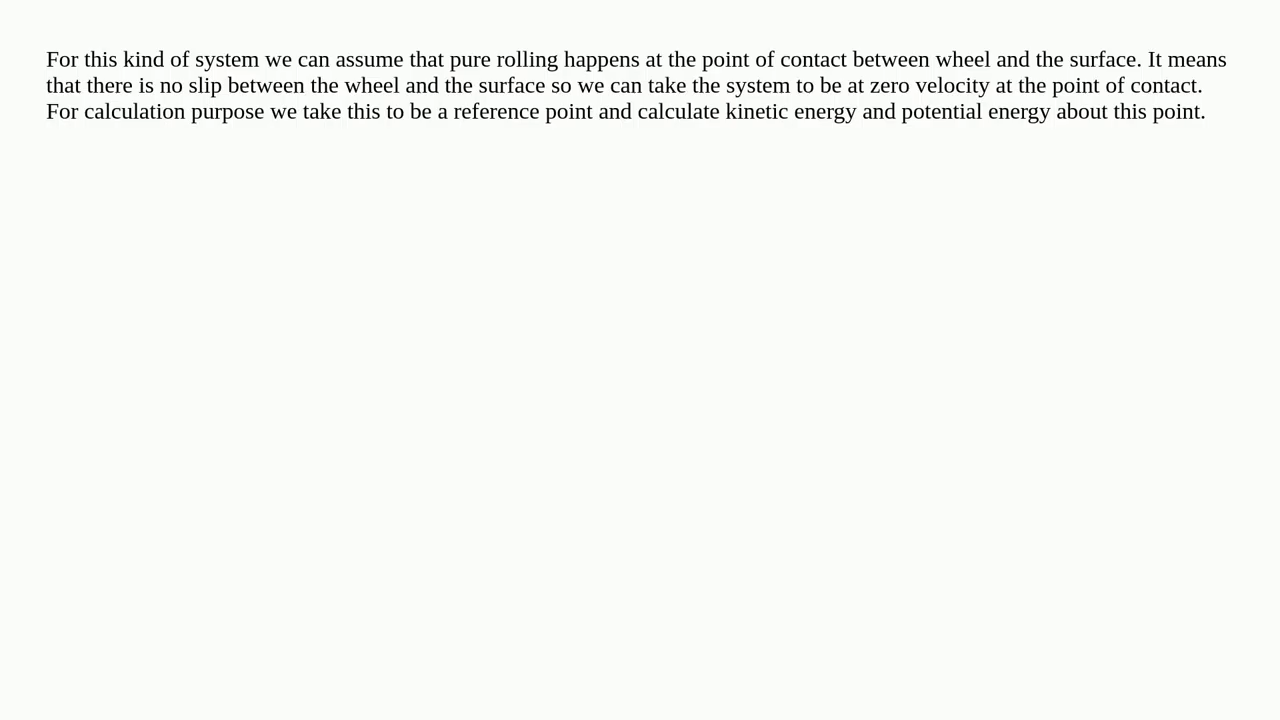 For this kind of system we can assume that pure rolling happens at the point of contact between wheel and the surface. It means
that there is no slip between the wheel and the surface so we can take the system to be at zero velocity at the point of contact.
For calculation purpose we take this to be a reference point and calculate kinetic energy and potential energy about this point.